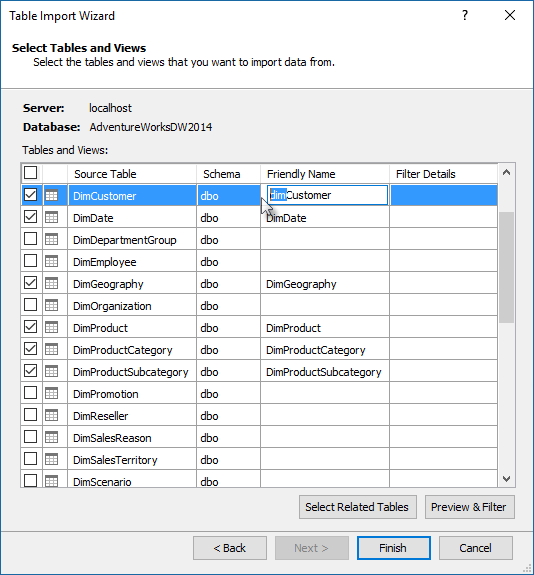 Table Import Wizard ?
Select Tables and Views
Select the tables and views that you want to import data from.
Server: localhost
Database: AdventureWorksDW2014
Tables and Views:
Source Table Schema Friendly Name Filter Details
DimCustomer dbo dimCustomer
DimDate dbo DimDate
DimDepartmentGroup dbo
DimEmployee dbo
DimGeography dbo DimGeography
DimOrganization dbo
DimProduct dbo DimProduct
DimProductCategory dbo DimProductCategory
DimProductSubcategory dbo DimProductSubcategory
DimPromotion dbo
DimReseller dbo
DimSalesReason dbo
DimSalesTerritory dbo
DimScenario dbo
Select Related Tables Preview & Filter
< Back Next > Finish Cancel